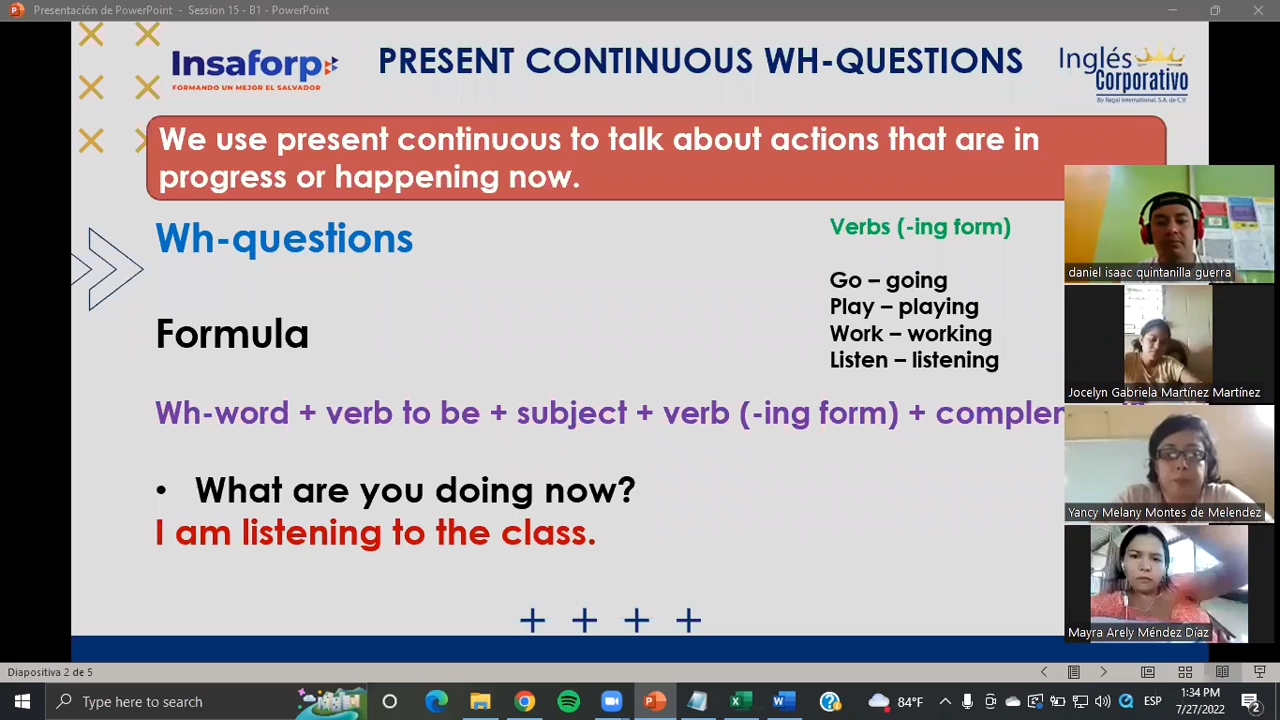 Presentación de PowerPoint - Session 15 - B1 - PowerPoint
Insaforp
FORMANDO UN MEJOR EL SALVADOR
PRESENT CONTINUOUS WH-QUESTIONS
Inglés
Corporativo
By Regal International, S.A. de C.V.
We use present continuous to talk about actions that are in
progress or happening now.
Wh-questions
Verbs (-ing form)
Go – going
Play – playing
Work – working
Listen – listening
Formula
Wh-word + verb to be + subject + verb (-ing form) +
• What are you doing now?
I am listening to the class.
daniel isaac quintanilla guerra
Jocelyn Gabriela Martínez Martínez
Yancy Melany Montes de Melendez
Mayra Arely Méndez Díaz
Diapositiva 2 de 5
Type here to search
84°F
ESP
1:34 PM
7/27/2022
2